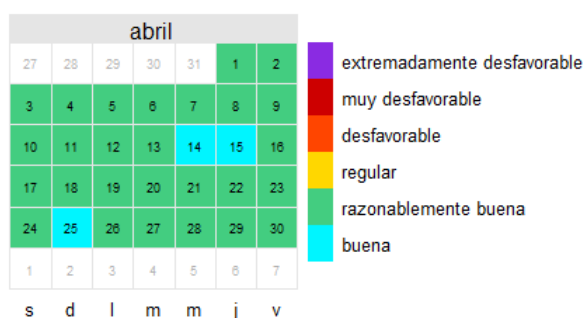 abril
27 28 29 30 31 1 2
3 4 5 6 7 8 9
10 11 12 13 14 15 16
17 18 19 20 21 22 23
24 25 26 27 28 29 30
1 2 3 4 5 6 7
s d l m m j v
extremadamente desfavorable
muy desfavorable
desfavorable
regular
razonablemente buena
buena